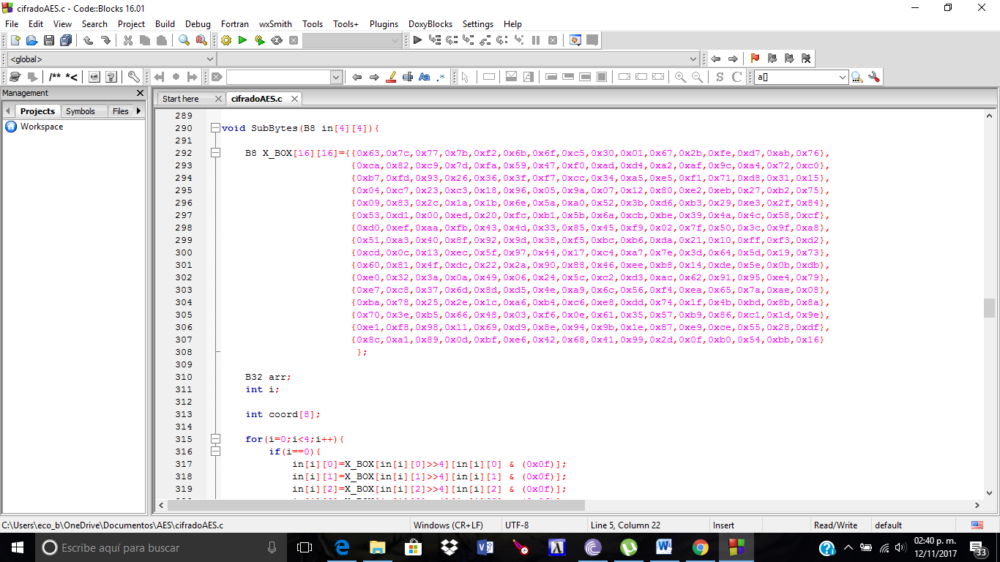 cifradoAES.c - Code::Blocks 16.01
File Edit View Search Project Build Debug Fortran wxSmith Tools Tools+ Plugins DoxyBlocks Settings Help
<global>
/** *< Aa .* S C a[]
Management
Start here cifradoAES.c
Projects Symbols Files
Workspace
289
290 void SubBytes(B8 in[4][4]){
291
292 B8 X_BOX[16][16]={{0x63,0x7c,0x77,0x7b,0xf2,0x6b,0x6f,0xc5,0x30,0x01,0x67,0x2b,0xfe,0xd7,0xab,0x76},
293 {0xca,0x82,0xc9,0x7d,0xfa,0x59,0x47,0xf0,0xad,0xd4,0xa2,0xaf,0x9c,0xa4,0x72,0xc0},
294 {0xb7,0xfd,0x93,0x26,0x36,0x3f,0xf7,0xcc,0x34,0xa5,0xe5,0xf1,0x71,0xd8,0x31,0x15},
295 {0x04,0xc7,0x23,0xc3,0x18,0x96,0x05,0x9a,0x07,0x12,0x80,0xe2,0xeb,0x27,0xb2,0x75},
296 {0x09,0x83,0x2c,0x1a,0x1b,0x6e,0x5a,0xa0,0x52,0x3b,0xd6,0xb3,0x29,0xe3,0x2f,0x84},
297 {0x53,0xd1,0x00,0xed,0x20,0xfc,0xb1,0x5b,0x6a,0xcb,0xbe,0x39,0x4a,0x4c,0x58,0xcf},
298 {0xd0,0xef,0xaa,0xfb,0x43,0x4d,0x33,0x85,0x45,0xf9,0x02,0x7f,0x50,0x3c,0x9f,0xa8},
299 {0x51,0xa3,0x40,0x8f,0x92,0x9d,0x38,0xf5,0xbc,0xb6,0xda,0x21,0x10,0xff,0xf3,0xd2},
300 {0xcd,0x0c,0x13,0xec,0x5f,0x97,0x44,0x17,0xc4,0xa7,0x7e,0x3d,0x64,0x5d,0x19,0x73},
301 {0x60,0x81,0x4f,0xdc,0x22,0x2a,0x90,0x88,0x46,0xee,0xb8,0x14,0xde,0x5e,0x0b,0xdb},
302 {0xe0,0x32,0x3a,0x0a,0x49,0x06,0x24,0x5c,0xc2,0xd3,0xac,0x62,0x91,0x95,0xe4,0x79},
303 {0xe7,0xc8,0x37,0x6d,0x8d,0xd5,0x4e,0xa9,0x6c,0x56,0xf4,0xea,0x65,0x7a,0xae,0x08},
304 {0xba,0x78,0x25,0x2e,0x1c,0xa6,0xb4,0xc6,0xe8,0xdd,0x74,0x1f,0x4b,0xbd,0x8b,0x8a},
305 {0x70,0x3e,0xb5,0x66,0x48,0x03,0xf6,0x0e,0x61,0x35,0x57,0xb9,0x86,0xc1,0x1d,0x9e},
306 {0xe1,0xf8,0x98,0x11,0x69,0xd9,0x8e,0x94,0x9b,0x1e,0x87,0xe9,0xce,0x55,0x28,0xdf},
307 {0x8c,0xa1,0x89,0x0d,0xbf,0xe6,0x42,0x68,0x41,0x99,0x2d,0x0f,0xb0,0x54,0xbb,0x16}
308 };
309
310 B32 arr;
311 int i;
312
313 int coord[8];
314
315 for(i=0;i<4;i++){
316 if(i==0){
317 in[i][0]=X_BOX[in[i][0]>>4][in[i][0] & (0x0f)];
318 in[i][1]=X_BOX[in[i][1]>>4][in[i][1] & (0x0f)];
319 in[i][2]=X_BOX[in[i][2]>>4][in[i][2] & (0x0f)];
C:\Users\eco_b\OneDrive\Documentos\AES\cifradoAES.c Windows (CR+LF) UTF-8 Line 5, Column 22 Insert Read/Write default
Escribe aquí para buscar
02:40 p. m.
12/11/2017
33